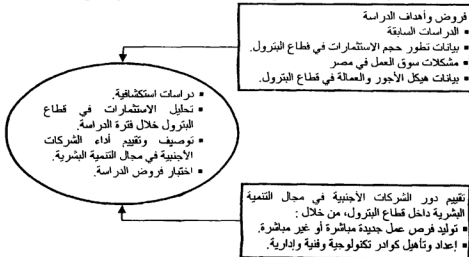 فروض وأهداف الدراسة
▪ الدراسات السابقة
▪ بيانات تطور حجم الاستثمارات في قطاع البترول.
▪ مشكلات سوق العمل في مصر
▪ بيانات هيكل الأجور والعمالة في قطاع البترول.
▪ دراسات استكشافية.
▪ تحليل الاستثمارات في قطاع
البترول خلال فترة الدراسة.
▪ توصيف وتقييم أداء الشركات
الأجنبية في مجال التنمية البشرية.
▪ اختبار فروض الدراسة.
تقييم دور الشركات الأجنبية في مجال التنمية
البشرية داخل قطاع البترول، من خلال :
▪ توليد فرص عمل جديدة مباشرة أو غير مباشرة.
▪ إعداد وتأهيل كوادر تكنولوجية وفنية وإدارية.